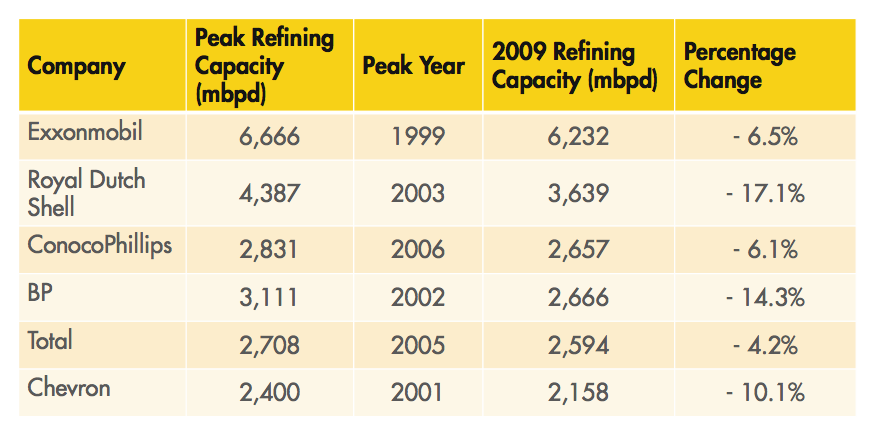 Company Peak Refining Capacity (mbpd) Peak Year 2009 Refining Capacity (mbpd) Percentage Change
Exxonmobil 6,666 1999 6,232 - 6.5%
Royal Dutch Shell 4,387 2003 3,639 - 17.1%
ConocoPhillips 2,831 2006 2,657 - 6.1%
BP 3,111 2002 2,666 - 14.3%
Total 2,708 2005 2,594 - 4.2%
Chevron 2,400 2001 2,158 - 10.1%